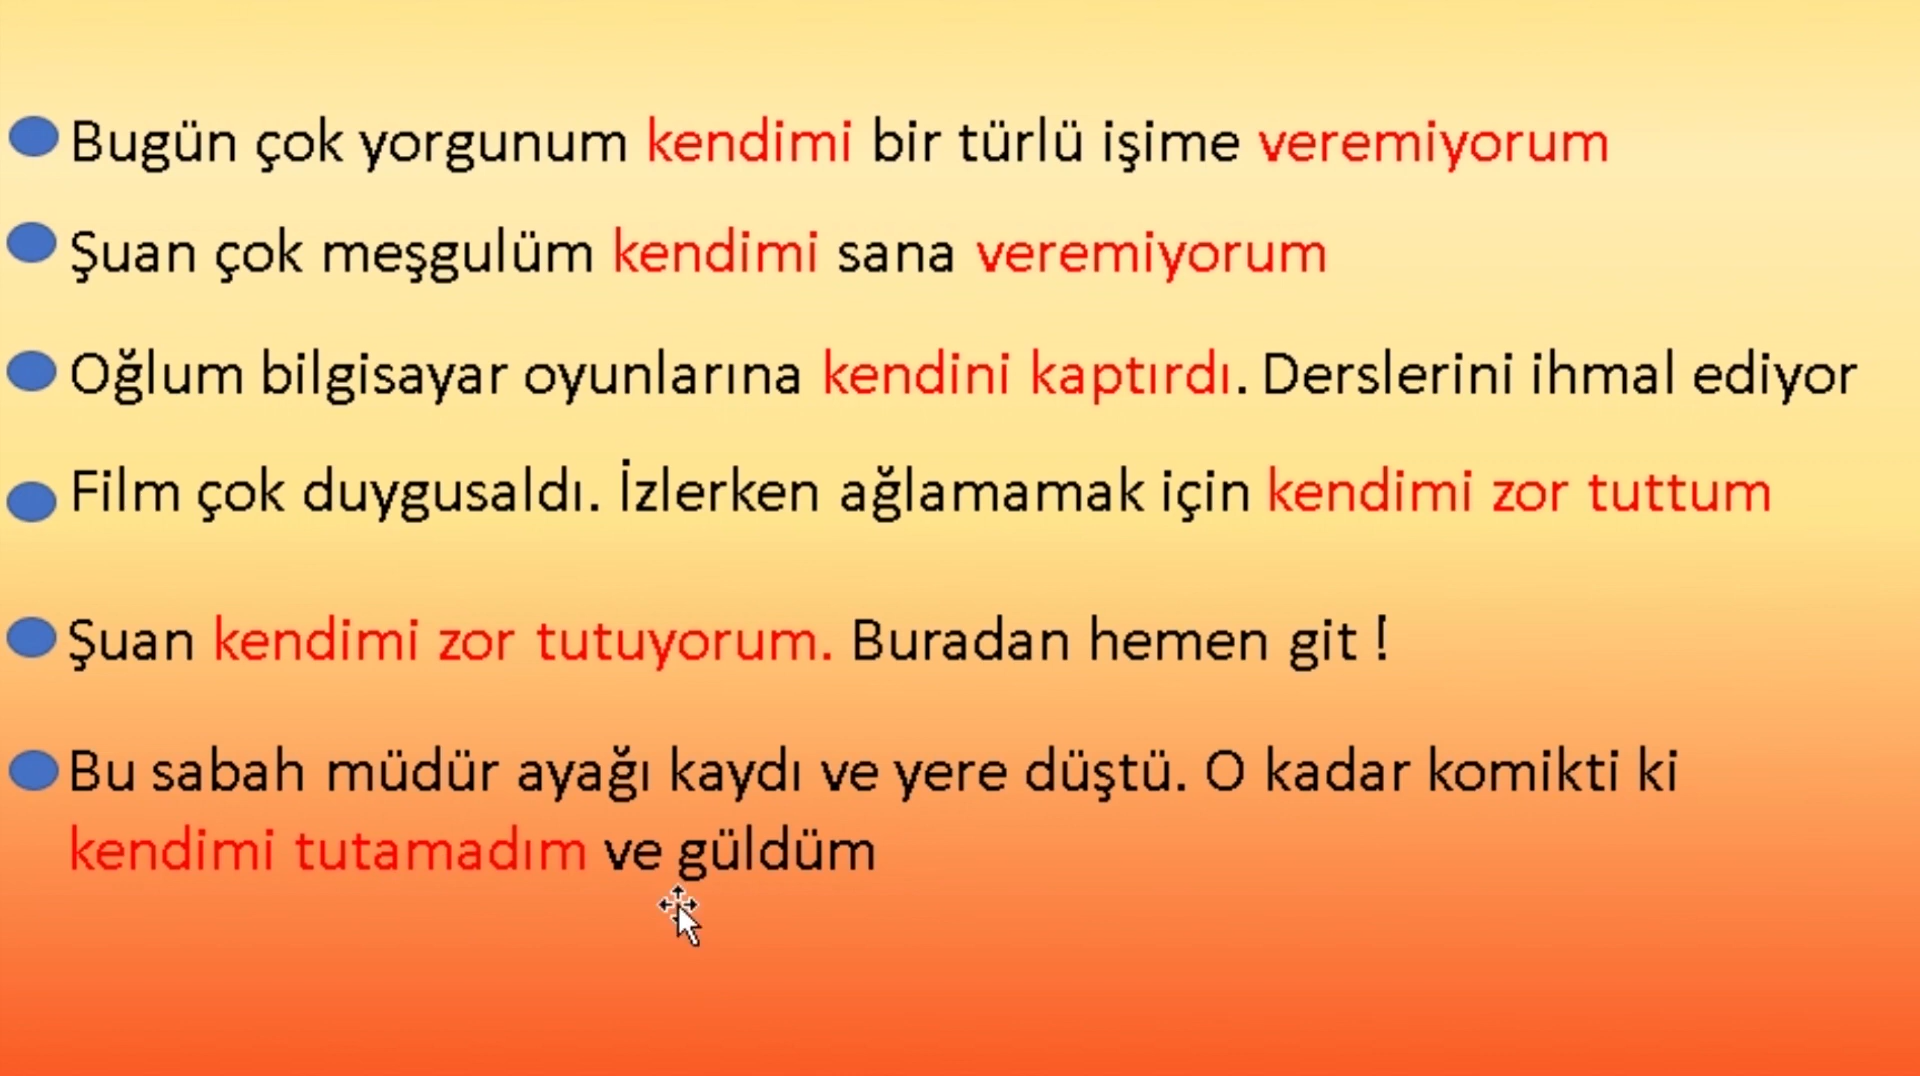 Bugün çok yorgunum kendimi bir türlü işime veremiyorum
Şuan çok meşgulüm kendimi sana veremiyorum
Oğlum bilgisayar oyunlarına kendini kaptırdı. Derslerini ihmal ediyor
Film çok duygusaldı. İzlerken ağlamamak için kendimi zor tuttum
Şuan kendimi zor tutuyorum. Buradan hemen git !
Bu sabah müdür ayağı kaydı ve yere düştü. O kadar komikti ki
kendimi tutamadım ve güldüm